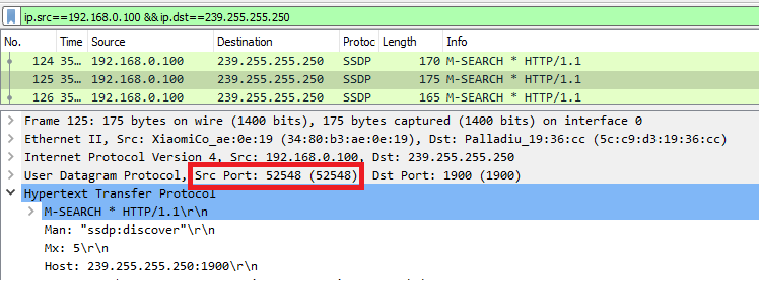 ip.src==192.168.0.100 && ip.dst==239.255.255.250
No. Time Source Destination Protoc Length Info
124 35... 192.168.0.100 239.255.255.250 SSDP 170 M-SEARCH * HTTP/1.1
125 35... 192.168.0.100 239.255.255.250 SSDP 175 M-SEARCH * HTTP/1.1
126 35... 192.168.0.100 239.255.255.250 SSDP 165 M-SEARCH * HTTP/1.1
Frame 125: 175 bytes on wire (1400 bits), 175 bytes captured (1400 bits) on interface 0
Ethernet II, Src: XiaomiCo_ae:0e:19 (34:80:b3:ae:0e:19), Dst: Palladiu_19:36:cc (5c:c9:d3:19:36:cc)
Internet Protocol Version 4, Src: 192.168.0.100, Dst: 239.255.255.250
User Datagram Protocol, Src Port: 52548 (52548) Dst Port: 1900 (1900)
Hypertext Transfer Protocol
M-SEARCH * HTTP/1.1\r\n
Man: "ssdp:discover"\r\n
Mx: 5\r\n
Host: 239.255.255.250:1900\r\n